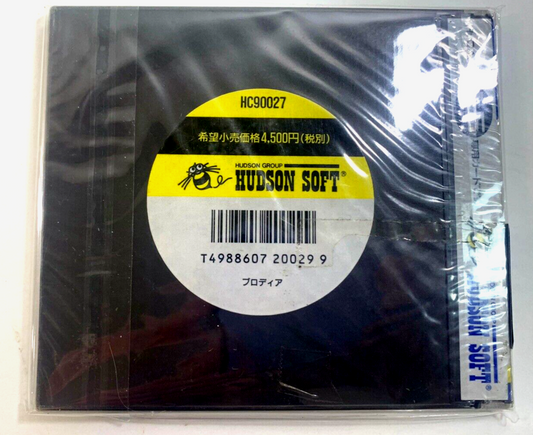 HC90027
希望小売価格4,500円(税別)
HUDSON GROUP
HUDSON SOFT®
T4988607 20029 9
ブロディア
HUDSON SOFT®